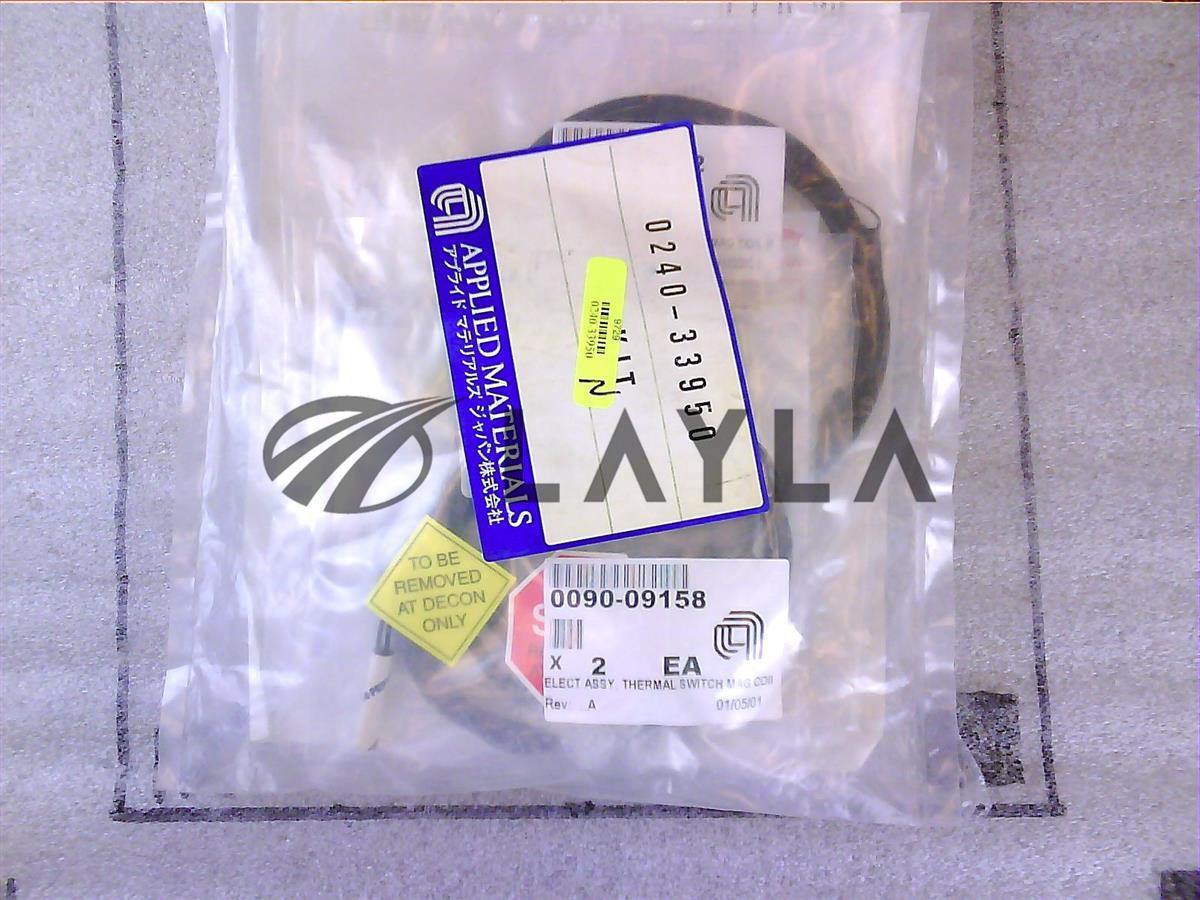 APPLIED MATERIALS
アプライド マテリアルズ ジャパン株式会社
0240-33950
9729
0240 33950
N
LAYLA
TO BE
REMOVED
AT DECON
ONLY
0090-09158
X 2 EA
ELECT ASSY, THERMAL SWITCH MAG COIL
Rev: A 01/05/01